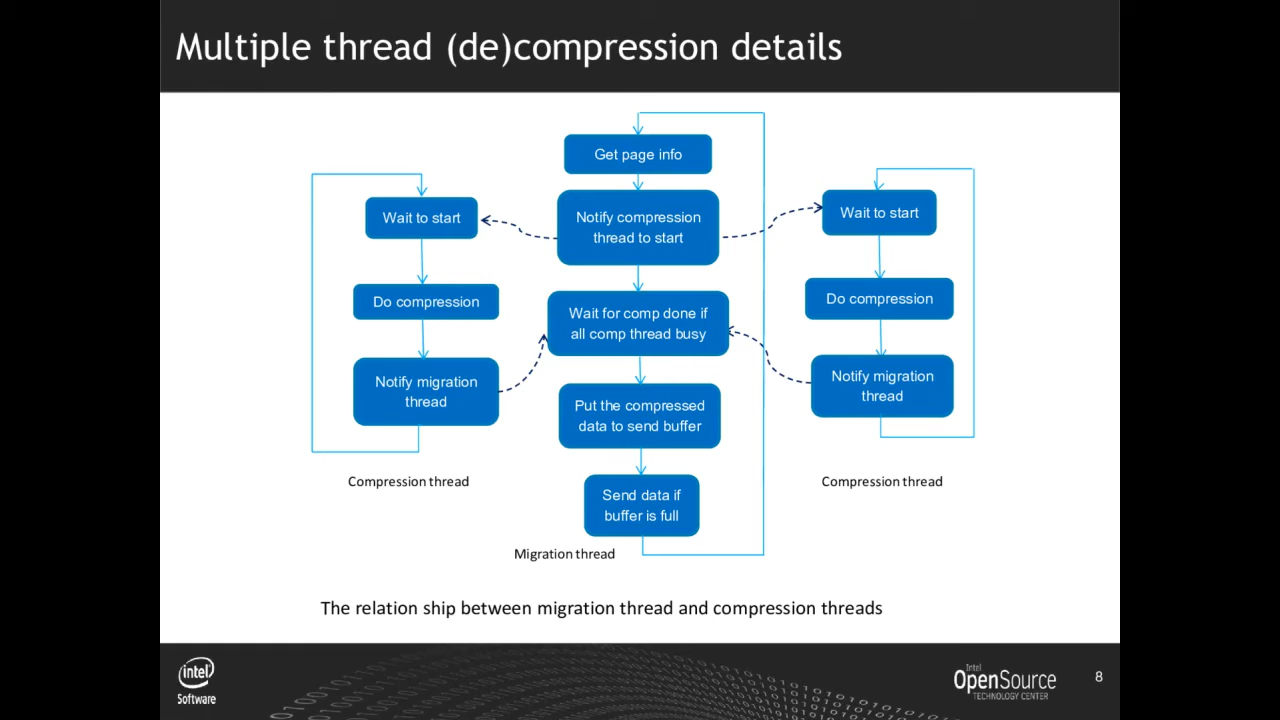 Multiple thread (de)compression details
Get page info
Notify compression
thread to start
Wait for comp done if
all comp thread busy
Put the compressed
data to send buffer
Send data if
buffer is full
Migration thread
Wait to start
Do compression
Notify migration
thread
Compression thread
Wait to start
Do compression
Notify migration
thread
Compression thread
The relation ship between migration thread and compression threads
intel
Software
Intel
OpenSource
TECHNOLOGY CENTER
8